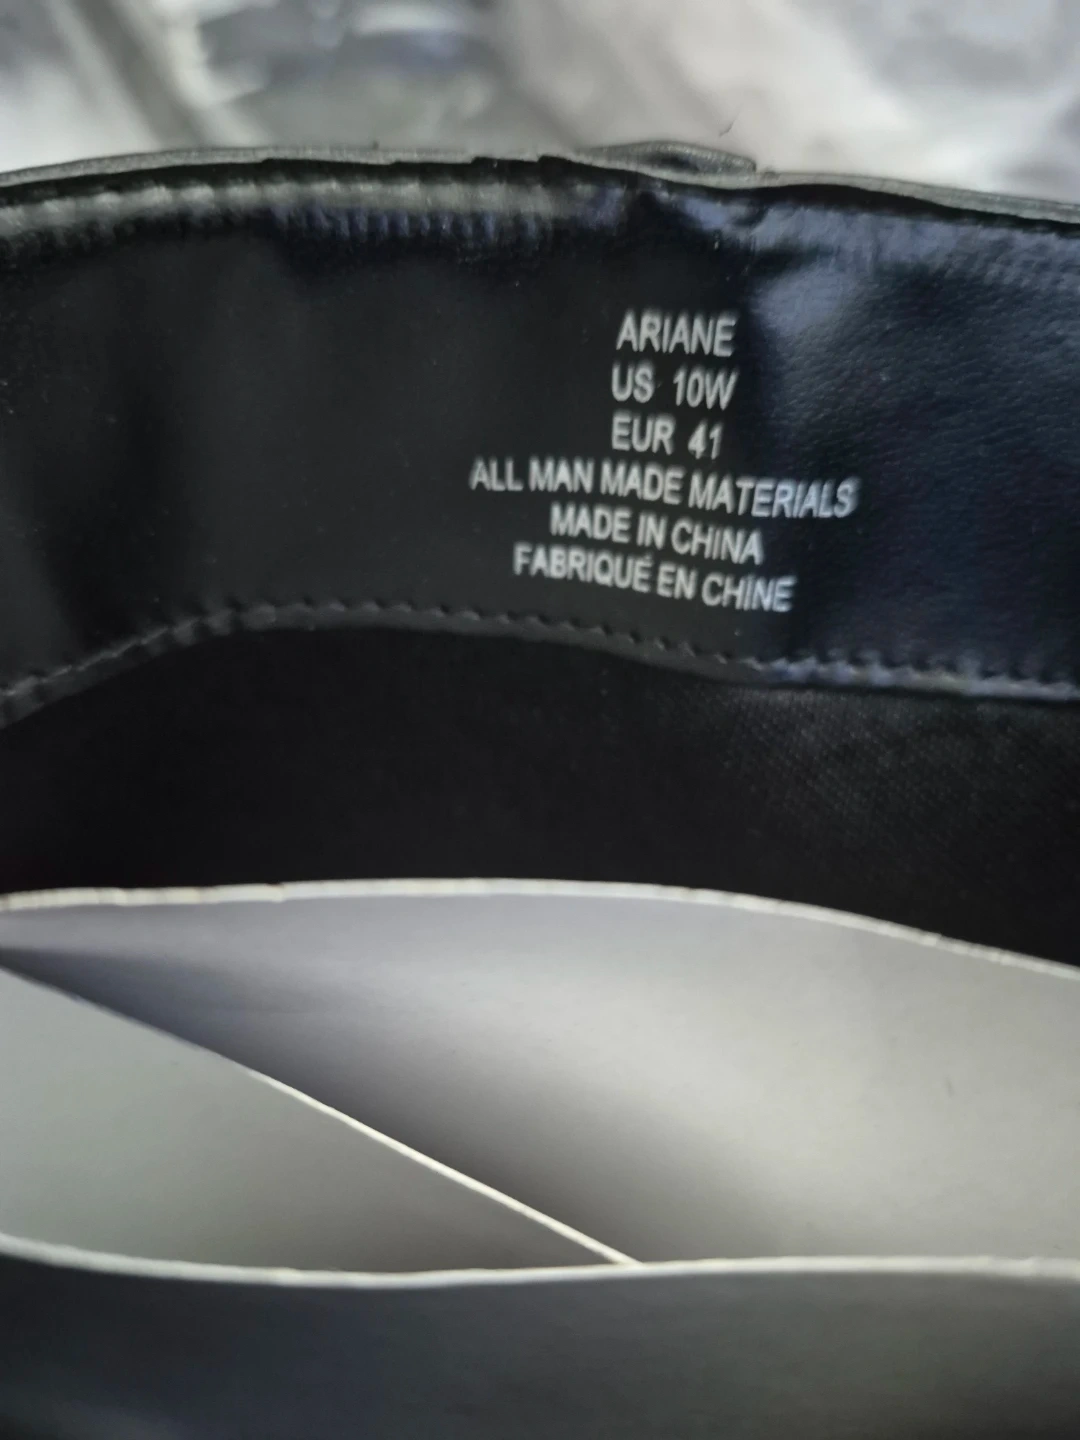 ARIANE
US 10W
EUR 41
ALL MAN MADE MATERIALS
MADE IN CHINA
FABRIQUÉ EN CHINE